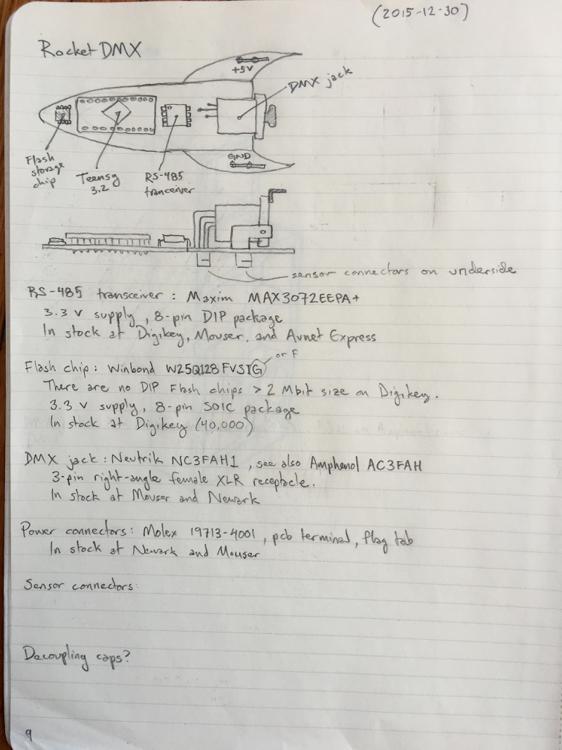 (2015-12-30)
Rocket DMX
+5V
DMX jack
GND
Flash
storage
chip
Teensy
3.2
RS-485
tranceiver
sensor connectors on underside
RS-485 transceiver: Maxim MAX3072EEPA+
3.3 v supply, 8-pin DIP package
In stock at Digikey, Mouser, and Avnet Express
or F
Flash chip: Winbond W25Q128FVSIG
There are no DIP Flash chips > 2 Mbit size on Digikey.
3.3 v supply, 8-pin SOIC package
In stock at Digikey (40,000)
DMX jack: Neutrik NC3FAH1, see also Amphenol AC3FAH
3-pin right-angle female XLR receptacle.
In stock at Mouser and Newark
Power connectors: Molex 19713-4001, pcb terminal, flag tab
In stock at Newark and Mouser
Sensor connectors:
Decoupling caps?
9